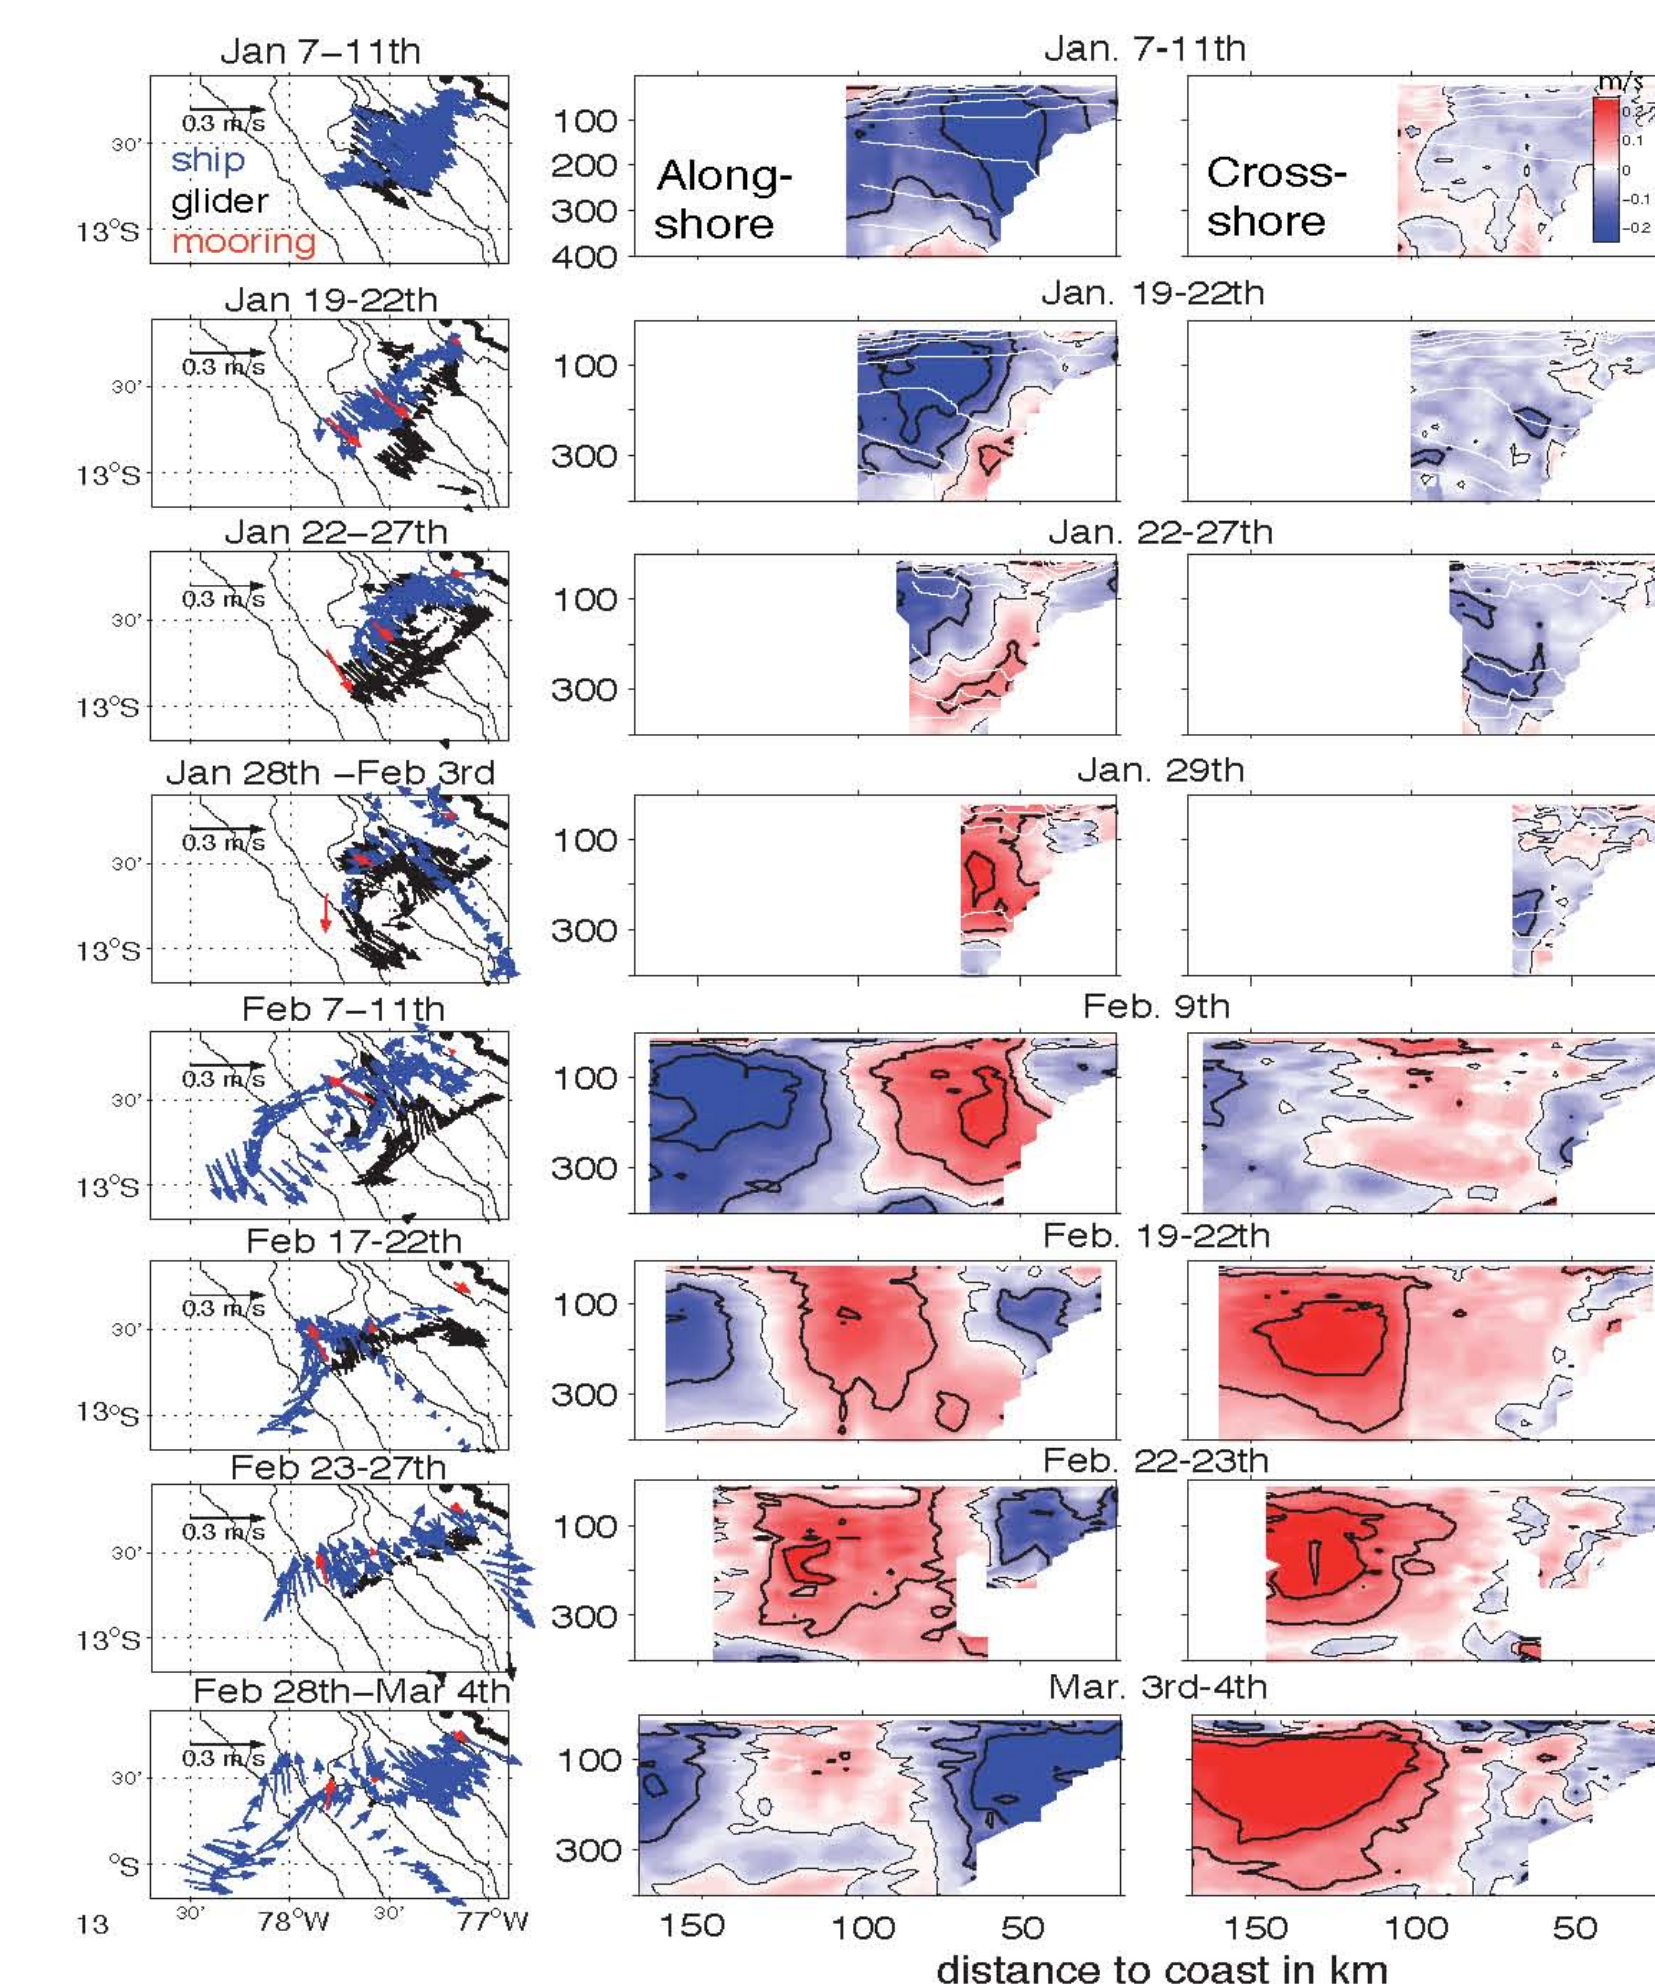 Jan 7–11th
Jan. 7-11th
0.3 m/s
30'
ship
glider
13°S
mooring
100
200
300
400
Along-
shore
Cross-
shore
m/s
0.1
0
-0.1
-0.2
Jan 19-22th
Jan. 19-22th
0.3 m/s
30'
13°S
100
300
Jan 22–27th
Jan. 22-27th
0.3 m/s
30'
13°S
100
300
Jan 28th –Feb 3rd
Jan. 29th
0.3 m/s
30'
13°S
100
300
Feb 7–11th
Feb. 9th
0.3 m/s
30'
13°S
100
300
Feb 17-22th
Feb. 19-22th
0.3 m/s
30'
13°S
100
300
Feb 23-27th
Feb. 22-23th
0.3 m/s
30'
13°S
100
300
Feb 28th–Mar 4th
Mar. 3rd-4th
0.3 m/s
30'
°S
13
100
300
30' 78°W 30' 77°W
150 100 50
150 100 50
distance to coast in km